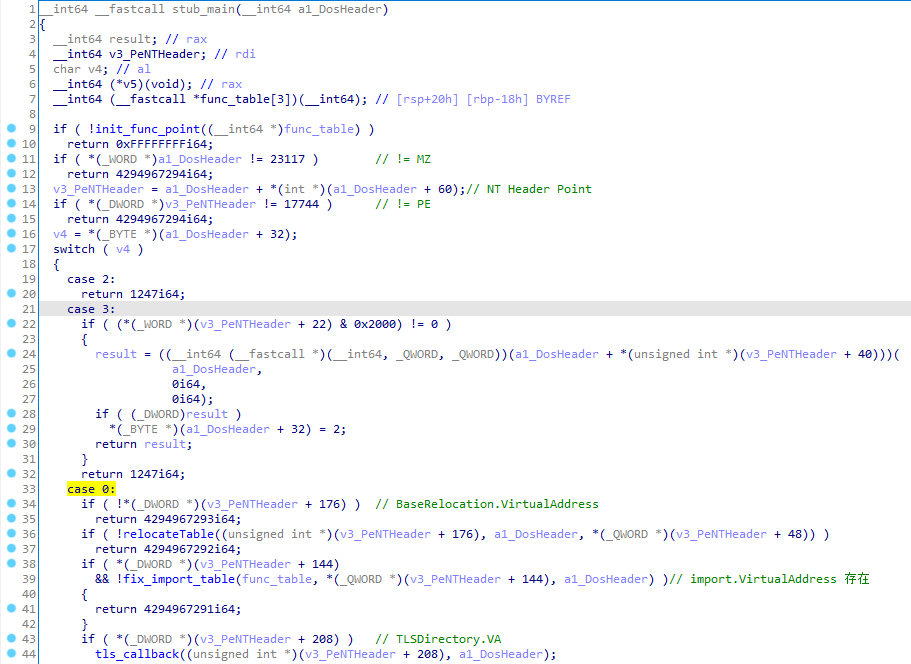 1 __int64 __fastcall stub_main(__int64 a1_DosHeader)
2 {
3 __int64 result; // rax
4 __int64 v3_PeNTHeader; // rdi
5 char v4; // al
6 __int64 (*v5)(void); // rax
7 __int64 (__fastcall *func_table[3])(__int64); // [rsp+20h] [rbp-18h] BYREF
8
9 if ( !init_func_point((__int64 *)func_table) )
10 return 0xFFFFFFFFi64;
11 if ( *(_WORD *)a1_DosHeader != 23117 ) // != MZ
12 return 4294967294i64;
13 v3_PeNTHeader = a1_DosHeader + *(int *)(a1_DosHeader + 60);// NT Header Point
14 if ( *(_DWORD *)v3_PeNTHeader != 17744 ) // != PE
15 return 4294967294i64;
16 v4 = *(_BYTE *)(a1_DosHeader + 32);
17 switch ( v4 )
18 {
19 case 2:
20 return 1247i64;
21 case 3:
22 if ( (*(_WORD *)(v3_PeNTHeader + 22) & 0x2000) != 0 )
23 {
24 result = ((__int64 (__fastcall *)(__int64, _QWORD, _QWORD))(a1_DosHeader + *(unsigned int *)(v3_PeNTHeader + 40)))(
25 a1_DosHeader,
26 0i64,
27 0i64);
28 if ( (_DWORD)result )
29 *(_BYTE *)(a1_DosHeader + 32) = 2;
30 return result;
31 }
32 return 1247i64;
33 case 0:
34 if ( !*(_DWORD *)(v3_PeNTHeader + 176) ) // BaseRelocation.VirtualAddress
35 return 4294967293i64;
36 if ( !relocateTable((unsigned int *)(v3_PeNTHeader + 176), a1_DosHeader, *(_QWORD *)(v3_PeNTHeader + 48)) )
37 return 4294967292i64;
38 if ( *(_DWORD *)(v3_PeNTHeader + 144)
39 && !fix_import_table(func_table, *(_QWORD *)(v3_PeNTHeader + 144), a1_DosHeader) )// import.VirtualAddress 存在
40 {
41 return 4294967291i64;
42 }
43 if ( *(_DWORD *)(v3_PeNTHeader + 208) ) // TLSDirectory.VA
44 tls_callback((unsigned int *)(v3_PeNTHeader + 208), a1_DosHeader);